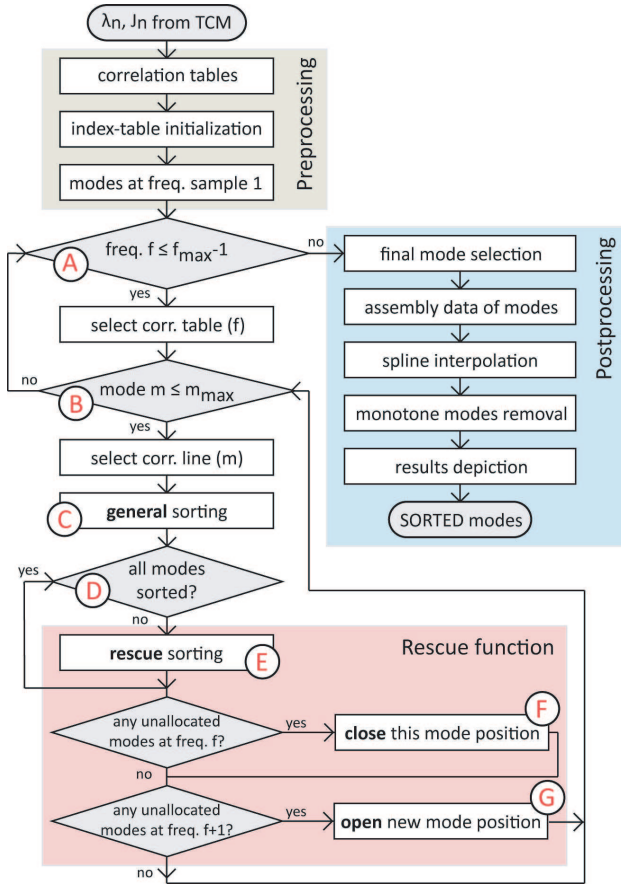 λn, Jn from TCM
Preprocessing
correlation tables
index-table initialization
modes at freq. sample 1
freq. f ≤ fmax-1
A
no
yes
select corr. table (f)
no
mode m ≤ mmax
B
yes
select corr. line (m)
general sorting
C
yes
all modes
sorted?
D
no
Rescue function
rescue sorting
E
any unallocated
modes at freq. f?
yes
close this mode position
F
no
any unallocated
modes at freq. f+1?
yes
open new mode position
G
no
Postprocessing
final mode selection
assembly data of modes
spline interpolation
monotone modes removal
results depiction
SORTED modes